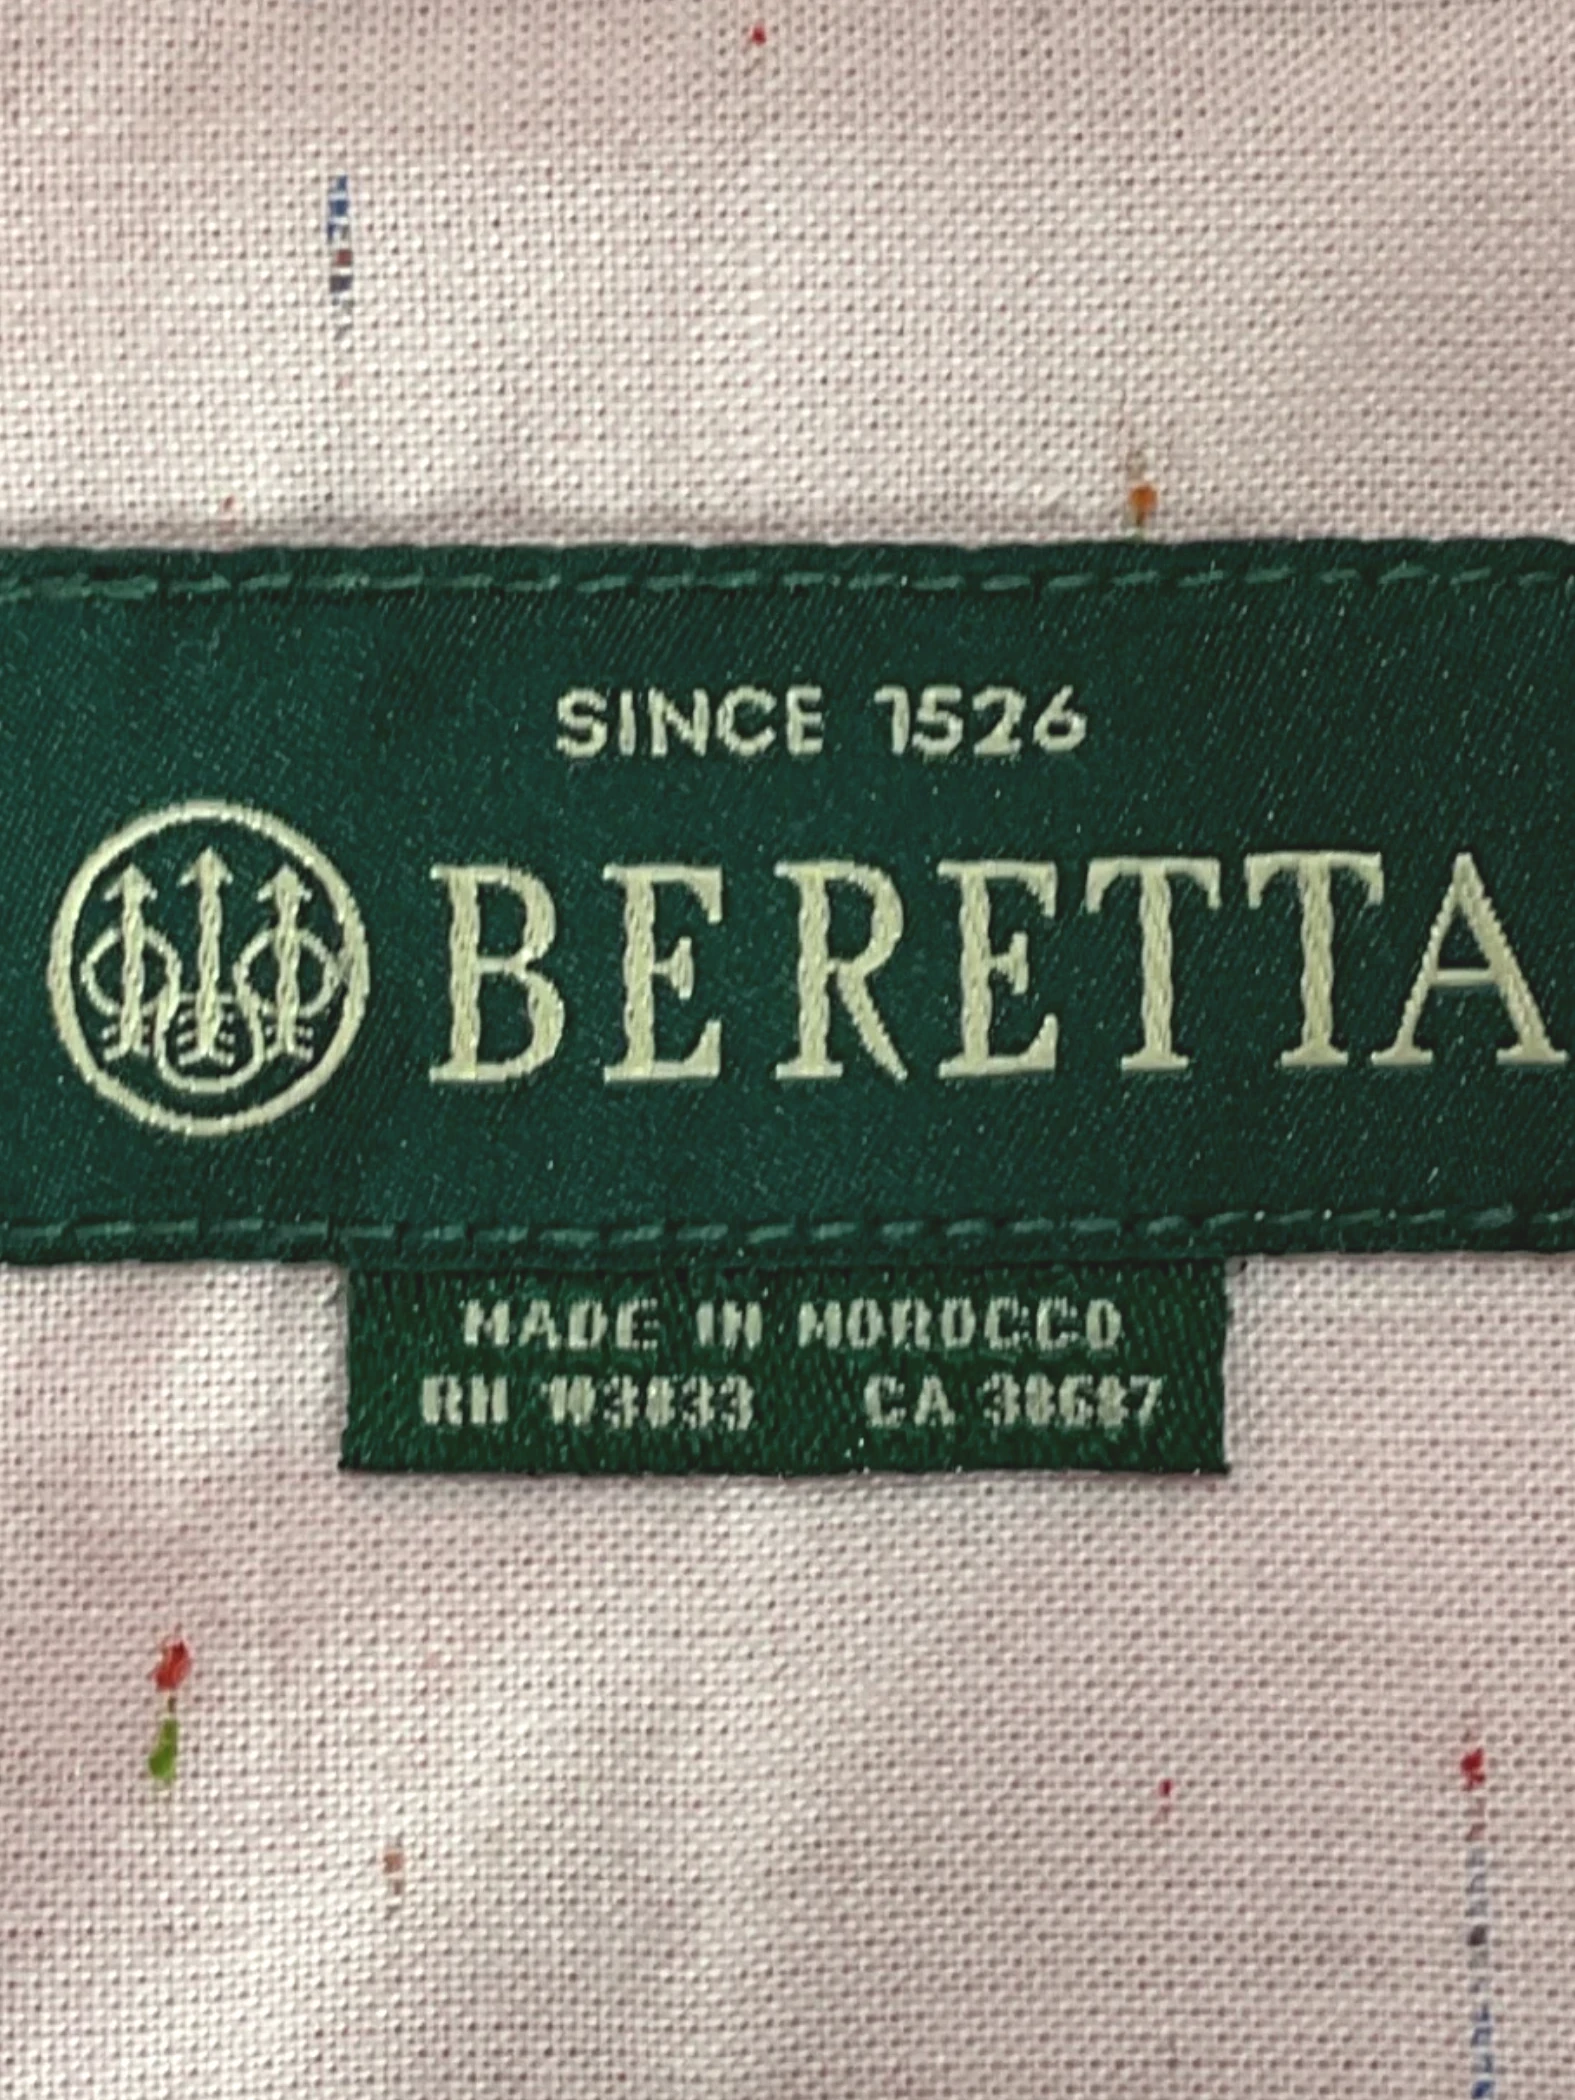 SINCE 1526
BERETTA
MADE IN MOROCCO
RN 103833 CA 38687